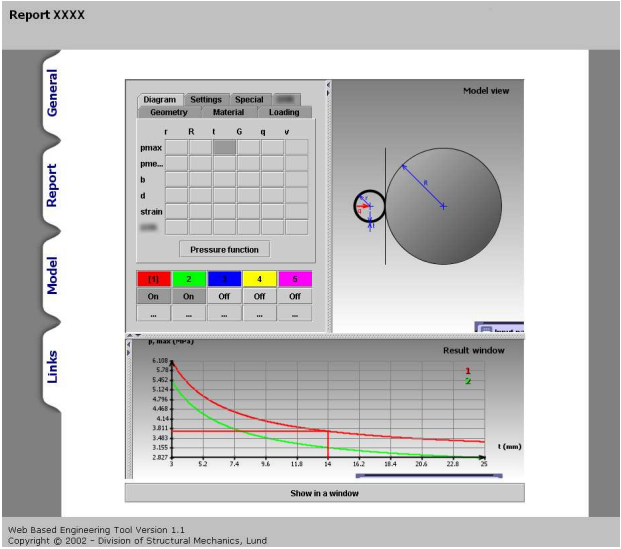 Report XXXX
General
Report
Model
Links
Diagram Settings Special
Geometry Material Loading
r R t G q v
pmax
pme...
b
d
strain
Pressure function
(1) 2 3 4 5
On On Off Off Off
... ... ... ... ...
Model view
R
r
q
t
p, max (MPa)
Result window
1
2
6.108
5.78
5.452
5.124
4.796
4.468
4.14
3.811
3.483
3.155
2.827
3 5.2 7.4 9.6 11.8 14 16.2 18.4 20.6 22.8 25
t (mm)
Show in a window
Web Based Engineering Tool Version 1.1
Copyright © 2002 - Division of Structural Mechanics, Lund